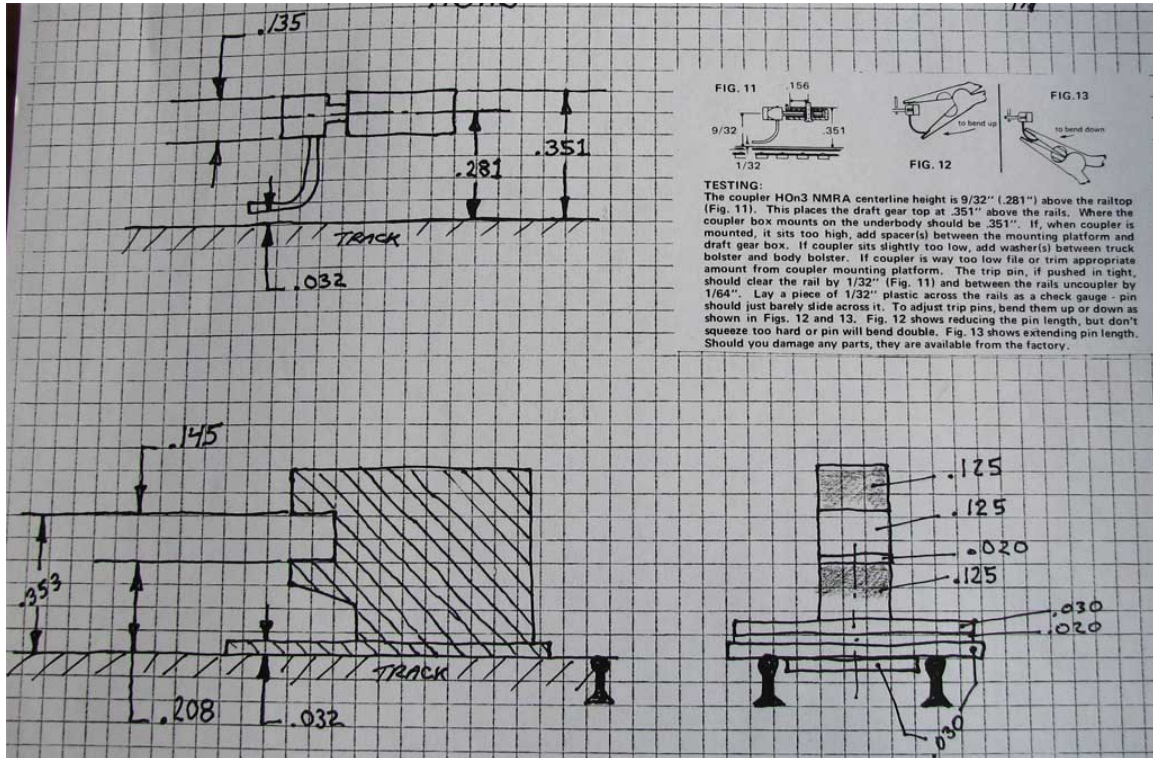 .135
.281
.351
TRACK
.032
FIG. 11
.156
9/32
.351
1/32
to bend up
FIG. 12
FIG.13
to bend down
TESTING:
The coupler HOn3 NMRA centerline height is 9/32" (.281") above the railtop
(Fig. 11). This places the draft gear top at .351" above the rails. Where the
coupler box mounts on the underbody should be .351". If, when coupler is
mounted, it sits too high, add spacer(s) between the mounting platform and
draft gear box. If coupler sits slightly too low, add washer(s) between truck
bolster and body bolster. If coupler is way too low file or trim appropriate
amount from coupler mounting platform. The trip pin, if pushed in tight,
should clear the rail by 1/32" (Fig. 11) and between the rails uncoupler by
1/64". Lay a piece of 1/32" plastic across the rails as a check gauge - pin
should just barely slide across it. To adjust trip pins, bend them up or down as
shown in Figs. 12 and 13. Fig. 12 shows reducing the pin length, but don't
squeeze too hard or pin will bend double. Fig. 13 shows extending pin length.
Should you damage any parts, they are available from the factory.
.145
.353
TRACK
.208
.032
.125
.125
.020
.125
.030
.020
.030